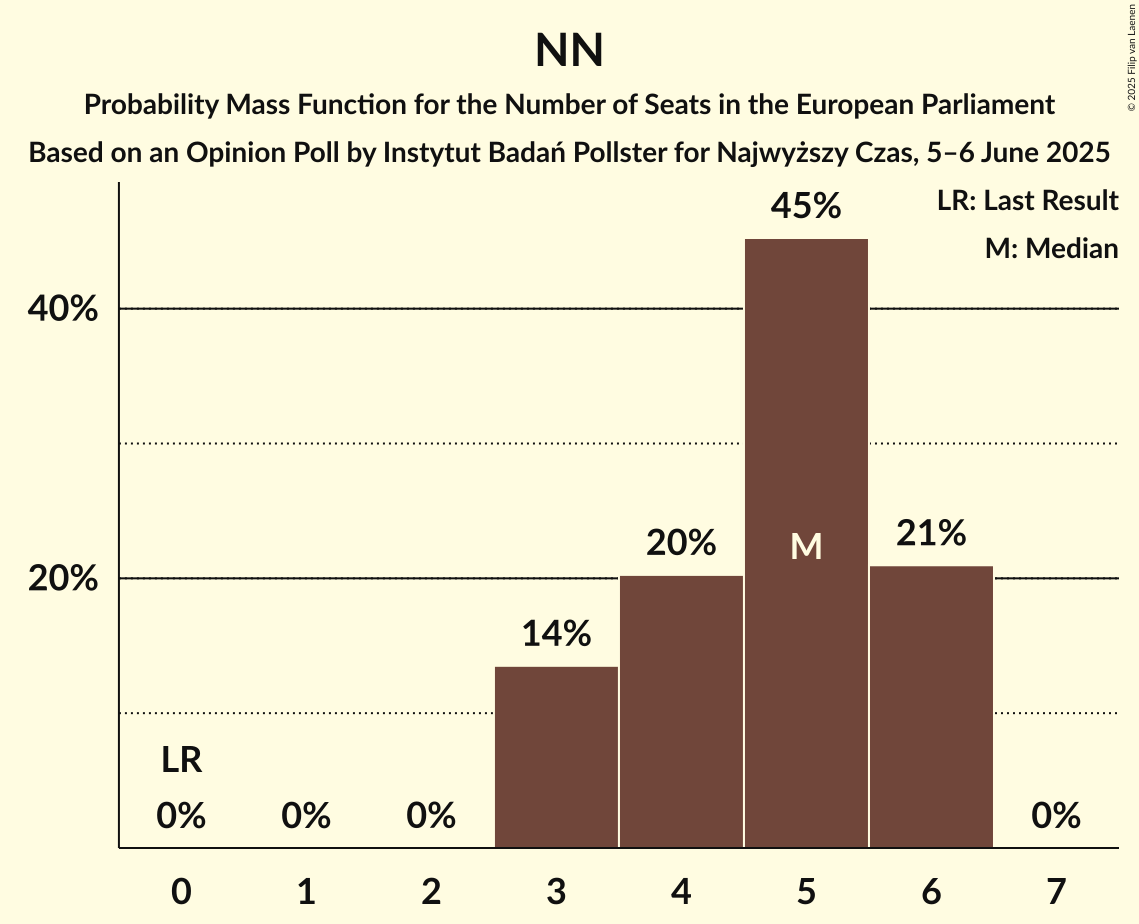 NN
Probability Mass Function for the Number of Seats in the European Parliament
Based on an Opinion Poll by Instytut Badań Pollster for Najwyższy Czas, 5–6 June 2025
© 2025 Filip van Laenen
LR: Last Result
M: Median
40%
20%
LR
0%
0%
0%
14%
20%
45%
M
21%
0%
0 1 2 3 4 5 6 7